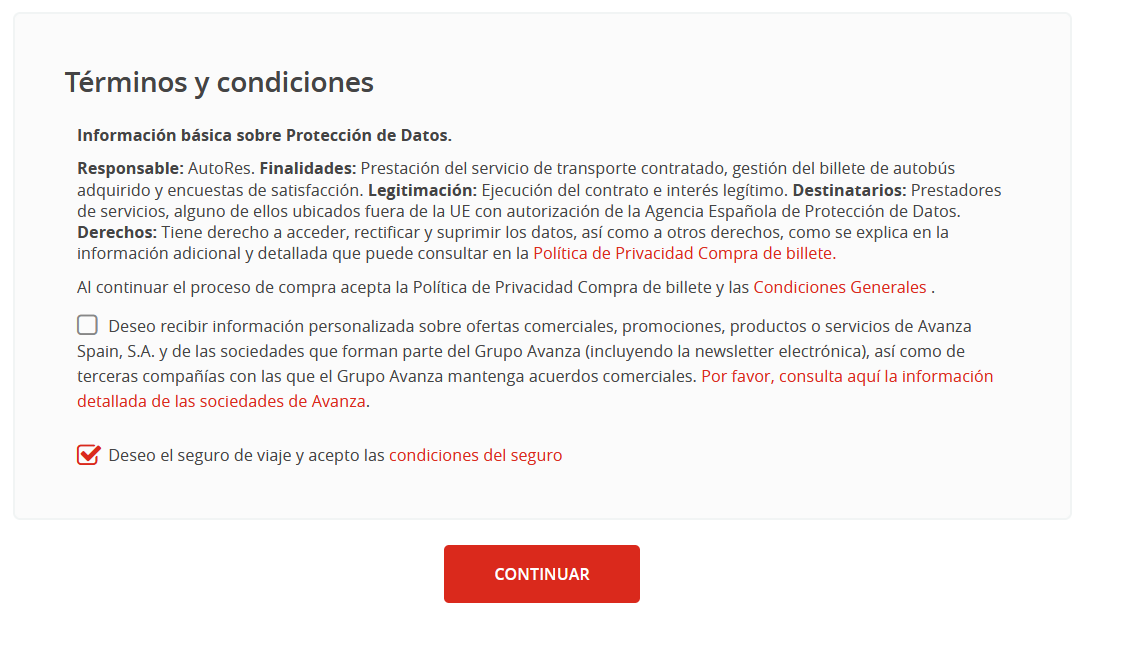 Términos y condiciones
Información básica sobre Protección de Datos.
Responsable: AutoRes. Finalidades: Prestación del servicio de transporte contratado, gestión del billete de autobús
adquirido y encuestas de satisfacción. Legitimación: Ejecución del contrato e interés legítimo. Destinatarios: Prestadores
de servicios, alguno de ellos ubicados fuera de la UE con autorización de la Agencia Española de Protección de Datos.
Derechos: Tiene derecho a acceder, rectificar y suprimir los datos, así como a otros derechos, como se explica en la
información adicional y detallada que puede consultar en la Política de Privacidad Compra de billete.
Al continuar el proceso de compra acepta la Política de Privacidad Compra de billete y las Condiciones Generales .
Deseo recibir información personalizada sobre ofertas comerciales, promociones, productos o servicios de Avanza
Spain, S.A. y de las sociedades que forman parte del Grupo Avanza (incluyendo la newsletter electrónica), así como de
terceras compañías con las que el Grupo Avanza mantenga acuerdos comerciales. Por favor, consulta aquí la información
detallada de las sociedades de Avanza.
Deseo el seguro de viaje y acepto las condiciones del seguro
CONTINUAR